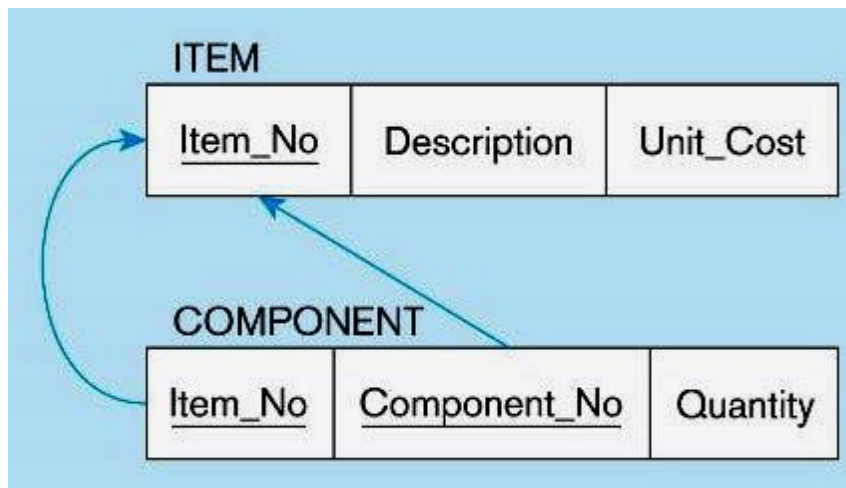 ITEM
Item_No Description Unit_Cost
COMPONENT
Item_No Component_No Quantity